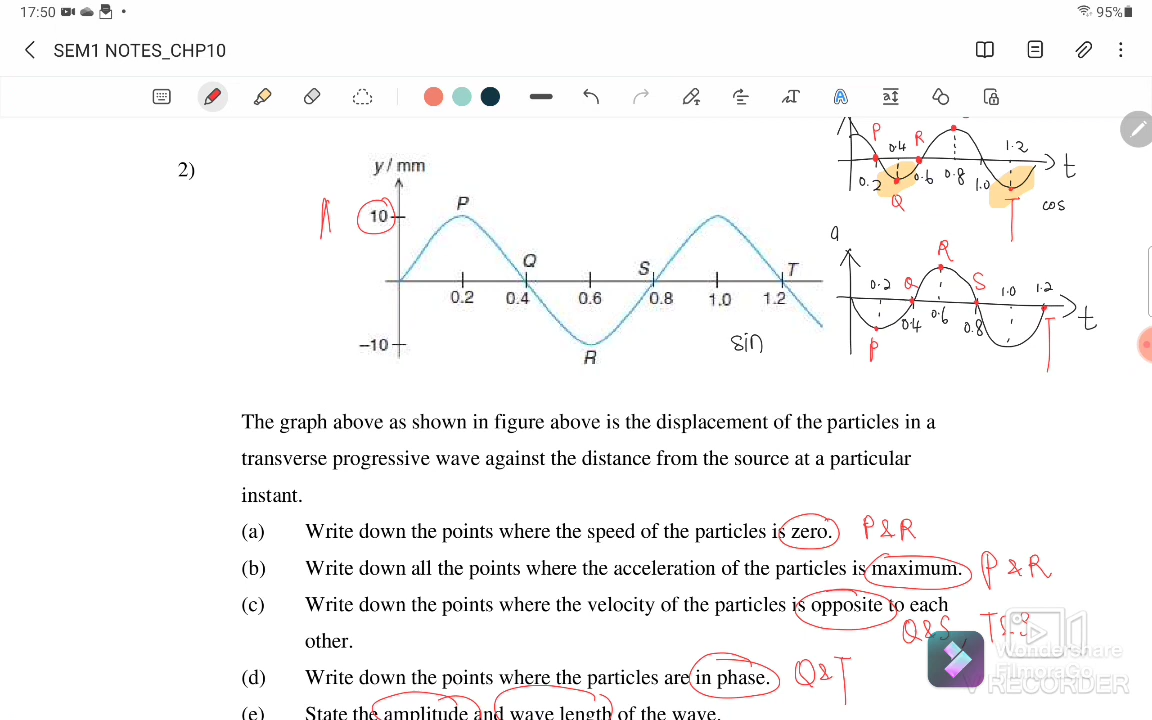 17:50
95%
SEM1 NOTES_CHP10
2)
y/mm
A 10
P
Q
S
T
0.2 0.4 0.6 0.8 1.0 1.2
-10
R
sin
P 0.4 R 1.2
0.2 0.6 0.8 1.0 t
Q T cos
a
R
0.2 Q S 1.0 1.2
0.4 0.6 0.8 t
P T
The graph above as shown in figure above is the displacement of the particles in a
transverse progressive wave against the distance from the source at a particular
instant.
(a) Write down the points where the speed of the particles is zero. P & R
(b) Write down all the points where the acceleration of the particles is maximum. P & R
(c) Write down the points where the velocity of the particles is opposite to each
other. Q & S, T & S
(d) Write down the points where the particles are in phase. Q & T
(e) State the amplitude and wave length of the wave.
Wondershare
FilmoraGo
RECORDER